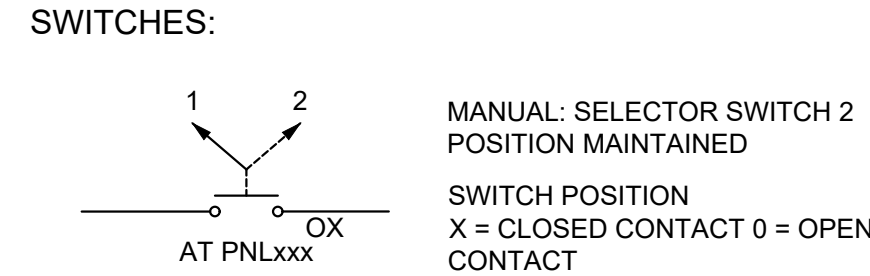 SWITCHES:
1 2
MANUAL: SELECTOR SWITCH 2
POSITION MAINTAINED
SWITCH POSITION
X = CLOSED CONTACT 0 = OPEN
CONTACT
OX
AT PNLxxx